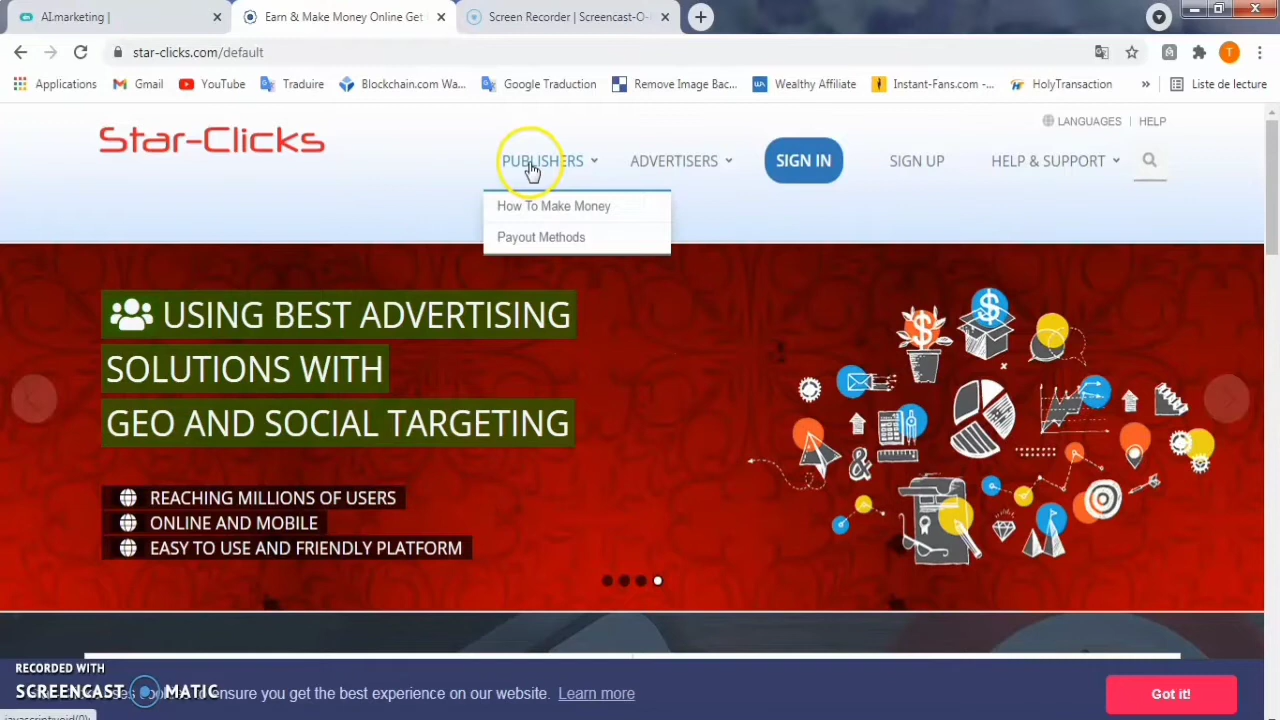 AI.marketing |
Earn & Make Money Online Get
Screen Recorder | Screencast-O-
star-clicks.com/default
T
Applications
Gmail
YouTube
Traduire
Blockchain.com Wa...
Google Traduction
Remove Image Bac...
Wealthy Affiliate
Instant-Fans.com -...
HolyTransaction
»
Liste de lecture
LANGUAGES | HELP
Star-Clicks
PUBLISHERS
ADVERTISERS
SIGN IN
SIGN UP
HELP & SUPPORT
How To Make Money
Payout Methods
USING BEST ADVERTISING
SOLUTIONS WITH
GEO AND SOCIAL TARGETING
REACHING MILLIONS OF USERS
ONLINE AND MOBILE
EASY TO USE AND FRIENDLY PLATFORM
RECORDED WITH
SCREENCAST MATIC
ensure you get the best experience on our website. Learn more
Got it!